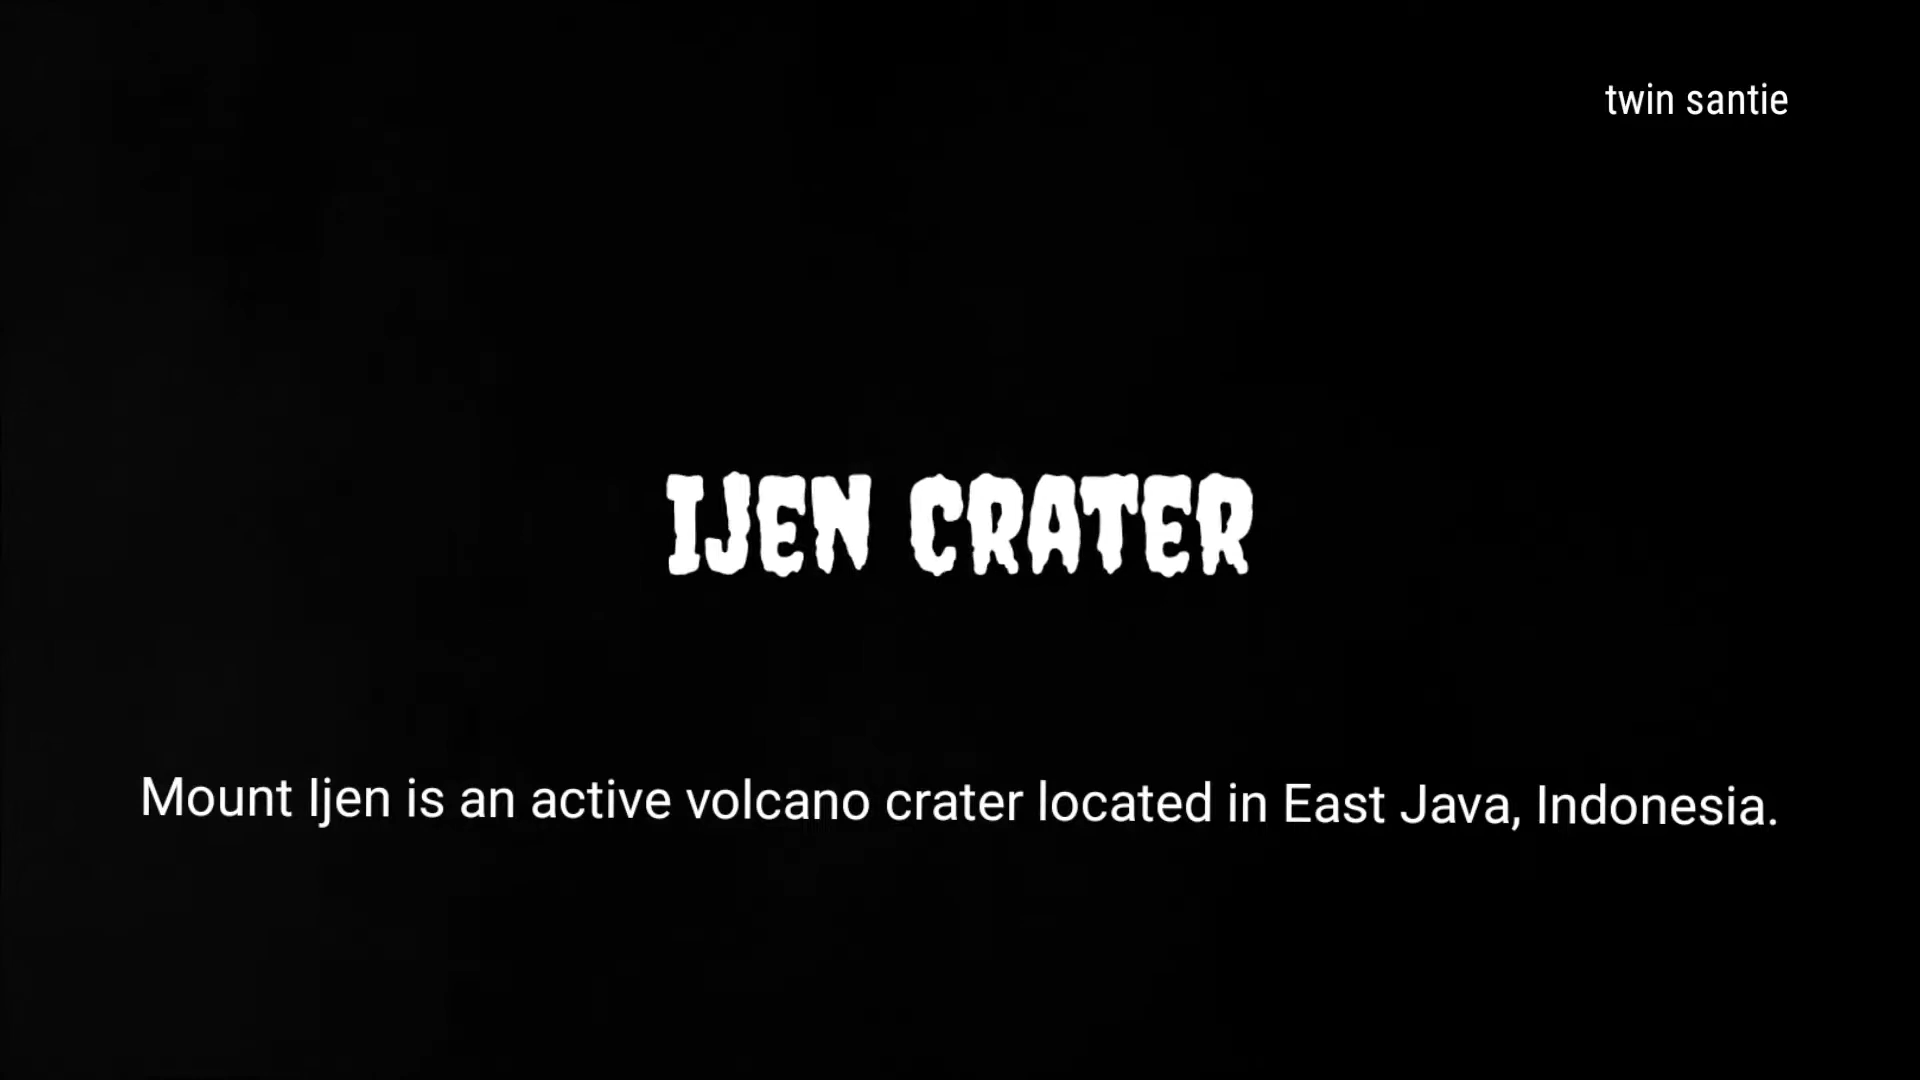 twin santie
IJEN CRATER
Mount Ijen is an active volcano crater located in East Java, Indonesia.